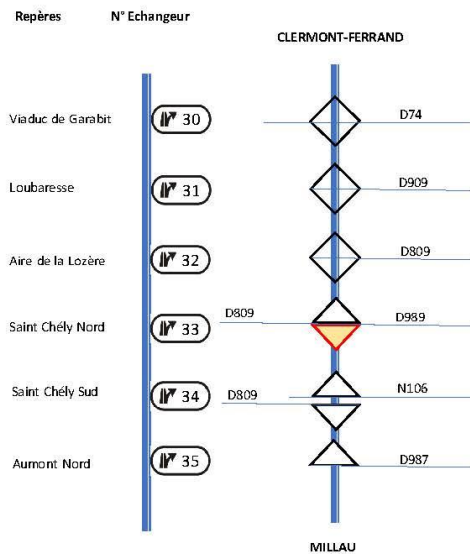 Repères N° Echangeur
CLERMONT-FERRAND
Viaduc de Garabit 30 D74
Loubaresse 31 D909
Aire de la Lozère 32 D809
Saint Chély Nord 33 D809 D989
Saint Chély Sud 34 D809 N106
Aumont Nord 35 D987
MILLAU